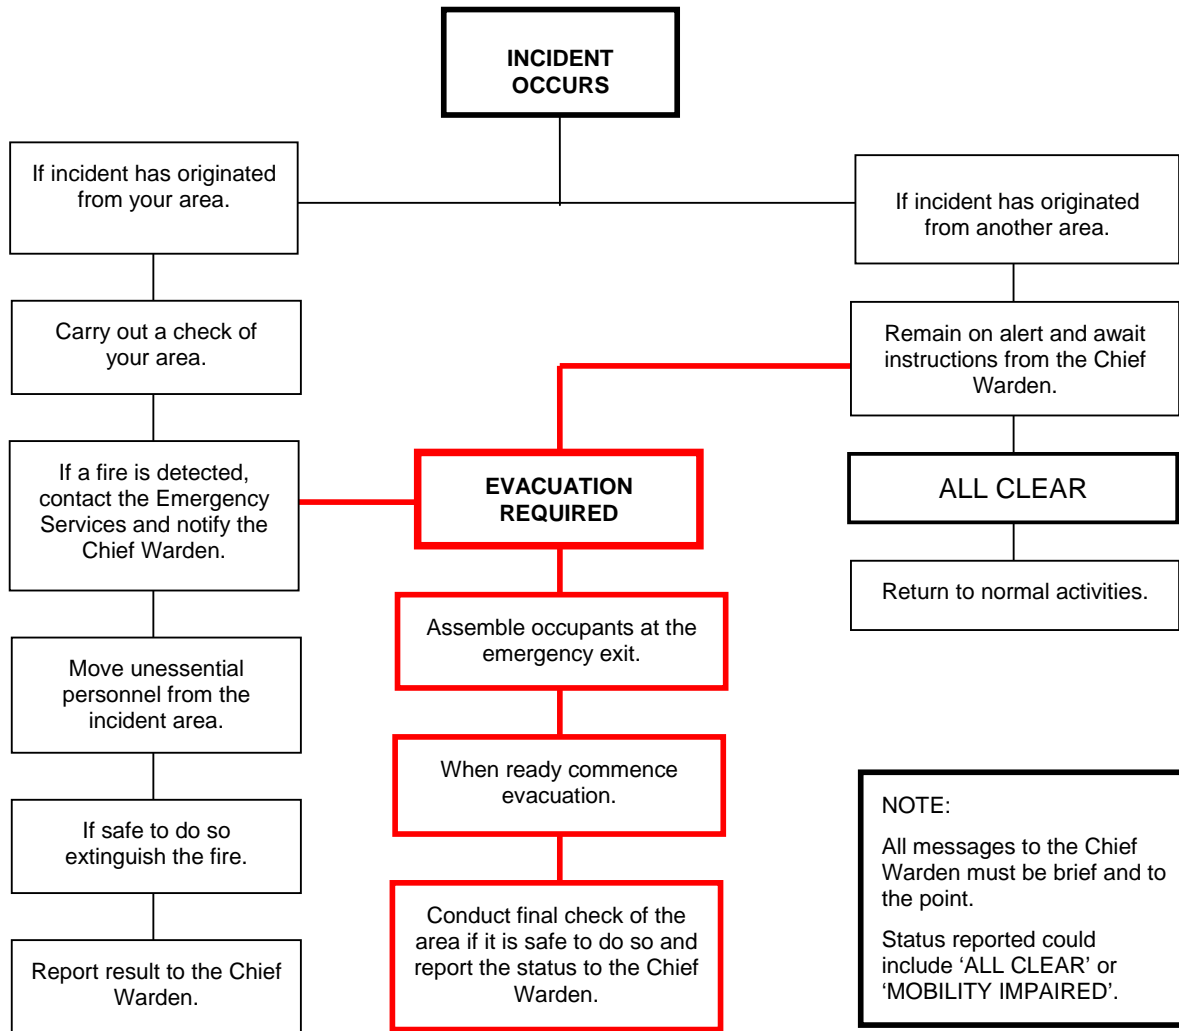 INCIDENT
OCCURS
If incident has originated
from your area.
If incident has originated
from another area.
Carry out a check of
your area.
Remain on alert and await
instructions from the Chief
Warden.
If a fire is detected,
contact the Emergency
Services and notify the
Chief Warden.
EVACUATION
REQUIRED
ALL CLEAR
Return to normal activities.
Assemble occupants at the
emergency exit.
Move unessential
personnel from the
incident area.
When ready commence
evacuation.
If safe to do so
extinguish the fire.
Conduct final check of the
area if it is safe to do so and
report the status to the Chief
Warden.
Report result to the Chief
Warden.
NOTE:
All messages to the Chief
Warden must be brief and to
the point.
Status reported could
include ‘ALL CLEAR’ or
‘MOBILITY IMPAIRED’.